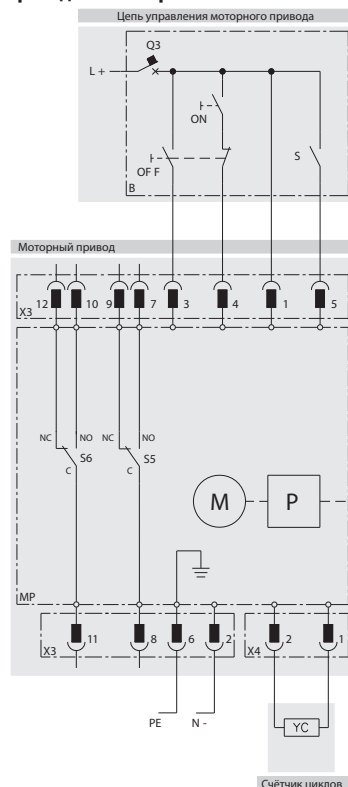 Цепь управления моторного привода
Q3
L +
ON
OF F
S
B
Моторный привод
X3 12 10 9 7 3 4 1 5
NC NO NC NO
S6 S5
C C
M P
MP
X3 11 8 6 2 X4 2 1
PE N -
YC
Счётчик циклов